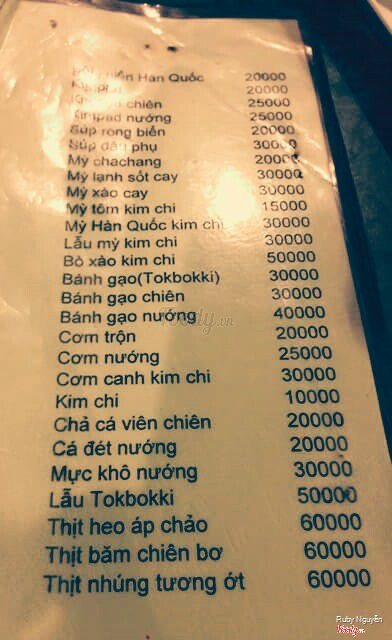 Hàn Quốc 20000
20000
chiên 25000
Kimpad nướng 25000
Súp rong biển 20000
Súp đậu phụ 30000
Mỳ chachang 20000
Mỳ lạnh sốt cay 30000
Mỳ xào cay 30000
Mỳ tôm kim chi 15000
Mỳ Hàn Quốc kim chi 30000
Lẩu mỳ kim chi 30000
Bò xào kim chi 50000
Bánh gạo(Tokbokki) 30000
Bánh gạo chiên 30000
Bánh gạo nướng 40000
Cơm trộn 20000
Cơm nướng 25000
Cơm canh kim chi 30000
Kim chi 10000
Chả cá viên chiên 20000
Cá đét nướng 20000
Mực khô nướng 30000
Lẩu Tokbokki 50000
Thịt heo áp chảo 60000
Thịt băm chiên bơ 60000
Thịt nhúng tương ớt 60000
foody.vn
Ruby Nguyễn
foody.vn